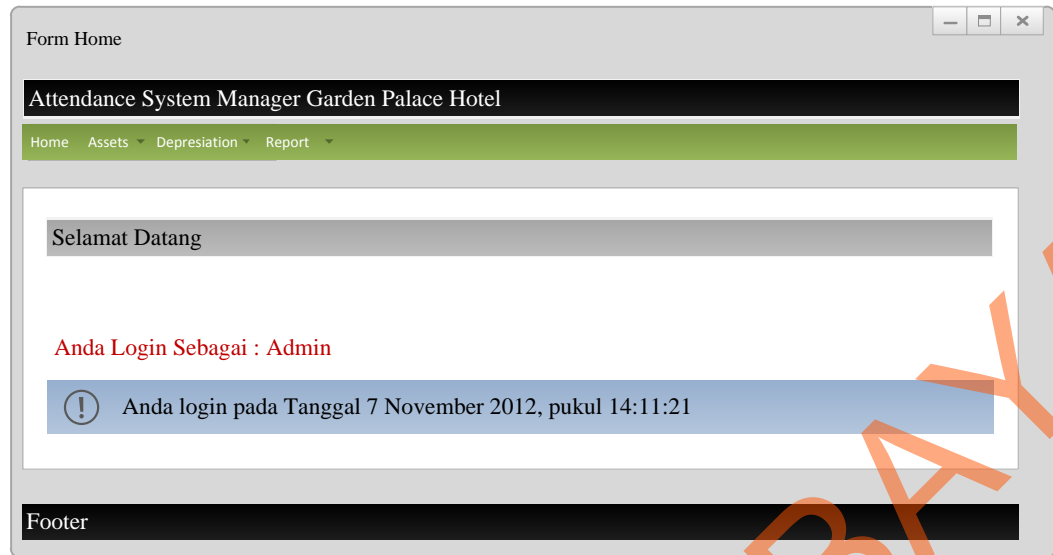 Form Home
Attendance System Manager Garden Palace Hotel
Home Assets Depresiation Report
Selamat Datang
Anda Login Sebagai : Admin
Anda login pada Tanggal 7 November 2012, pukul 14:11:21
Footer